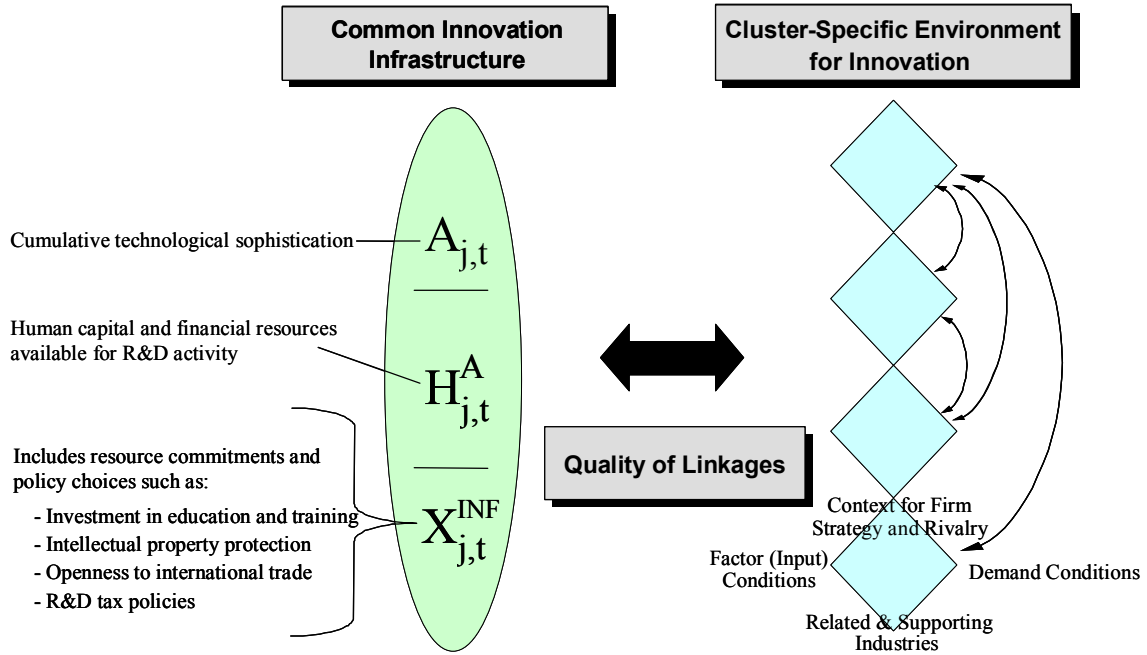 Common Innovation
Infrastructure
Cluster-Specific Environment
for Innovation
Cumulative technological sophistication
A j,t
Human capital and financial resources
available for R&D activity
H A j,t
Includes resource commitments and
policy choices such as:
- Investment in education and training
- Intellectual property protection
- Openness to international trade
- R&D tax policies
X INF j,t
Quality of Linkages
Context for Firm
Strategy and Rivalry
Factor (Input)
Conditions
Demand Conditions
Related & Supporting
Industries